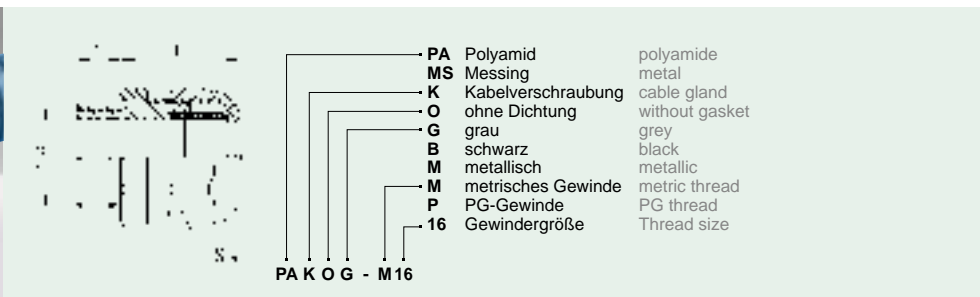 PA Polyamid polyamide
MS Messing metal
K Kabelverschraubung cable gland
O ohne Dichtung without gasket
G grau grey
B schwarz black
M metallisch metallic
M metrisches Gewinde metric thread
P PG-Gewinde PG thread
16 Gewindergröße Thread size
PA K O G - M16